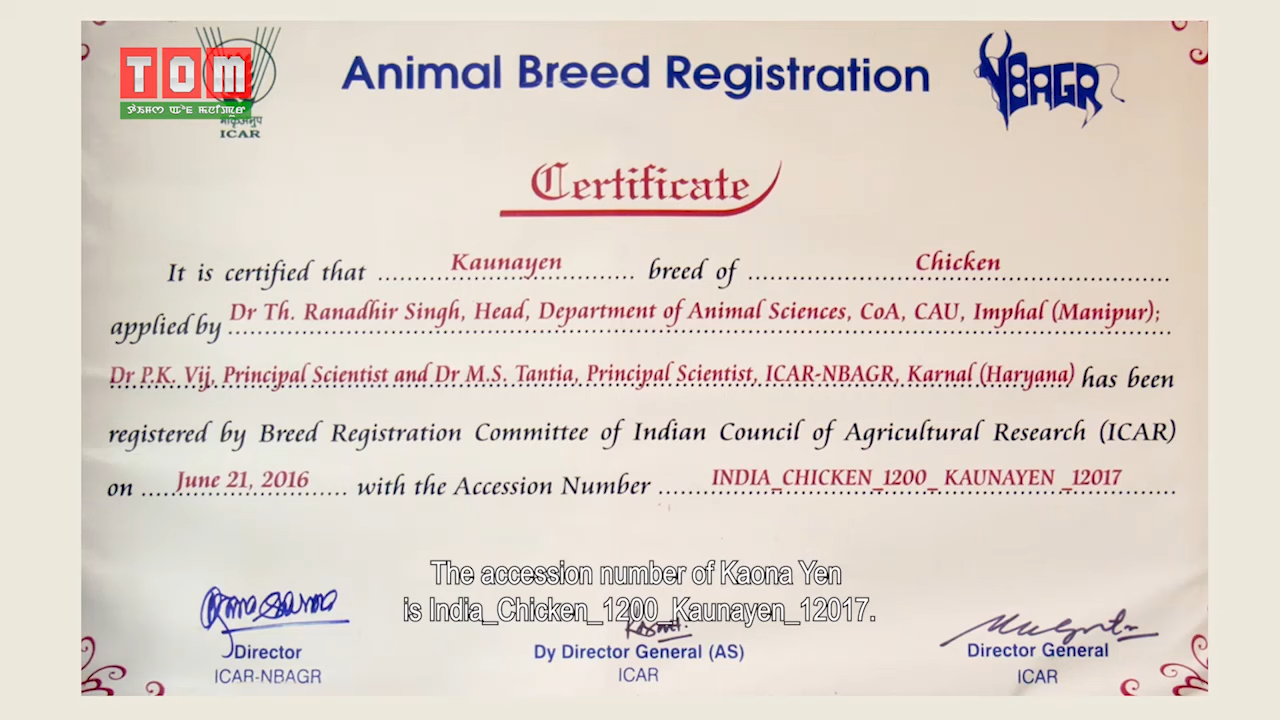 TOM
ICAR
Animal Breed Registration
NBAGR
Certificate
It is certified that Kaunayen breed of Chicken
applied by Dr Th. Ranadhir Singh, Head, Department of Animal Sciences, CoA, CAU, Imphal (Manipur);
Dr P.K. Vij, Principal Scientist and Dr M.S. Tantia, Principal Scientist, ICAR-NBAGR, Karnal (Haryana) has been
registered by Breed Registration Committee of Indian Council of Agricultural Research (ICAR)
on June 21, 2016 with the Accession Number INDIA_CHICKEN_1200_ KAUNAYEN _12017
The accession number of Kaona Yen
is India_Chicken_1200_Kaunayen_12017.
Director
ICAR-NBAGR
Dy Director General (AS)
ICAR
Director General
ICAR